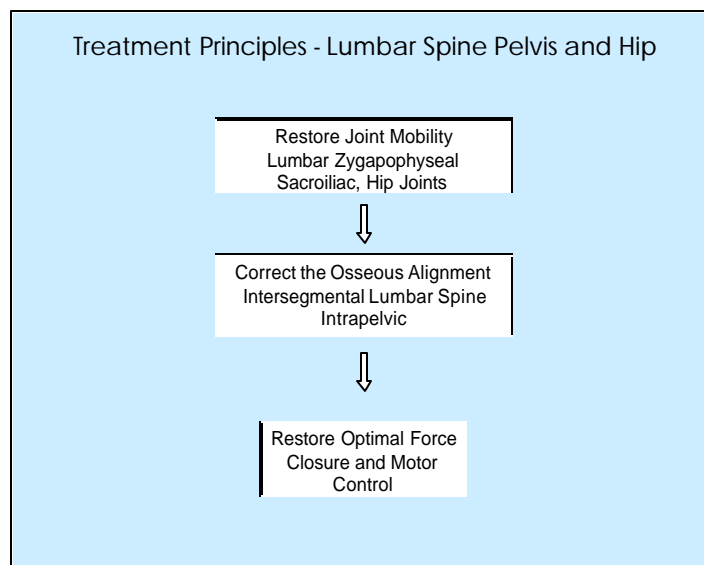 Treatment Principles - Lumbar Spine Pelvis and Hip
Restore Joint Mobility
Lumbar Zygapophyseal
Sacroiliac, Hip Joints
Correct the Osseous Alignment
Intersegmental Lumbar Spine
Intrapelvic
Restore Optimal Force
Closure and Motor
Control